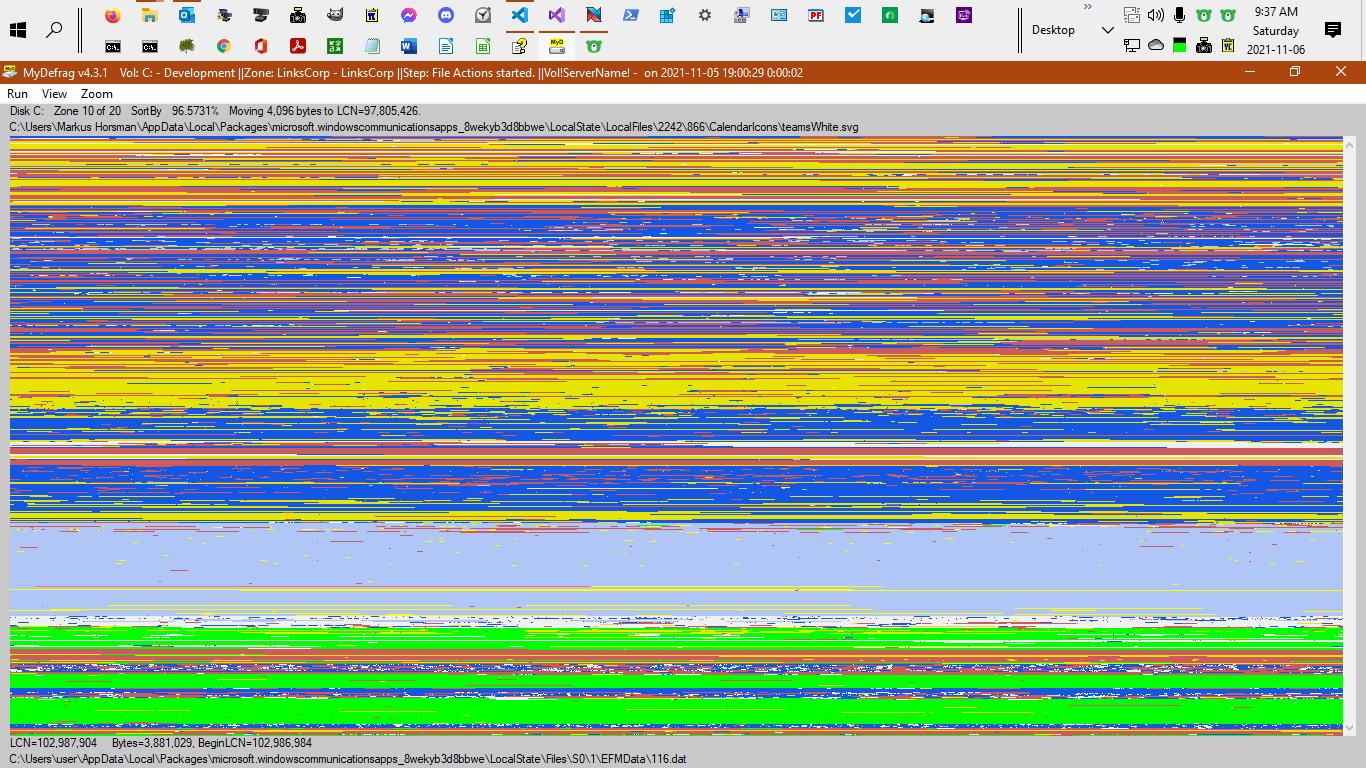 9:37 AM
Desktop
Saturday
2021-11-06
MyDefrag v4.3.1 Vol: C: - Development ||Zone: LinksCorp - LinksCorp ||Step: File Actions started. ||Vol!ServerName! - on 2021-11-05 19:00:29 0:00:02
Run View Zoom
Disk C: Zone 10 of 20 SortBy 96.5731% Moving 4,096 bytes to LCN=97,805,426.
C:\Users\Markus Horsman\AppData\Local\Packages\microsoft.windowscommunicationsapps_8wekyb3d8bbwe\LocalState\LocalFiles\2242\866\CalendarIcons\teamsWhite.svg
LCN=102,987,904 Bytes=3,881,029, BeginLCN=102,986,984
C:\Users\user\AppData\Local\Packages\microsoft.windowscommunicationsapps_8wekyb3d8bbwe\LocalState\Files\S0\1\EFMData\116.dat